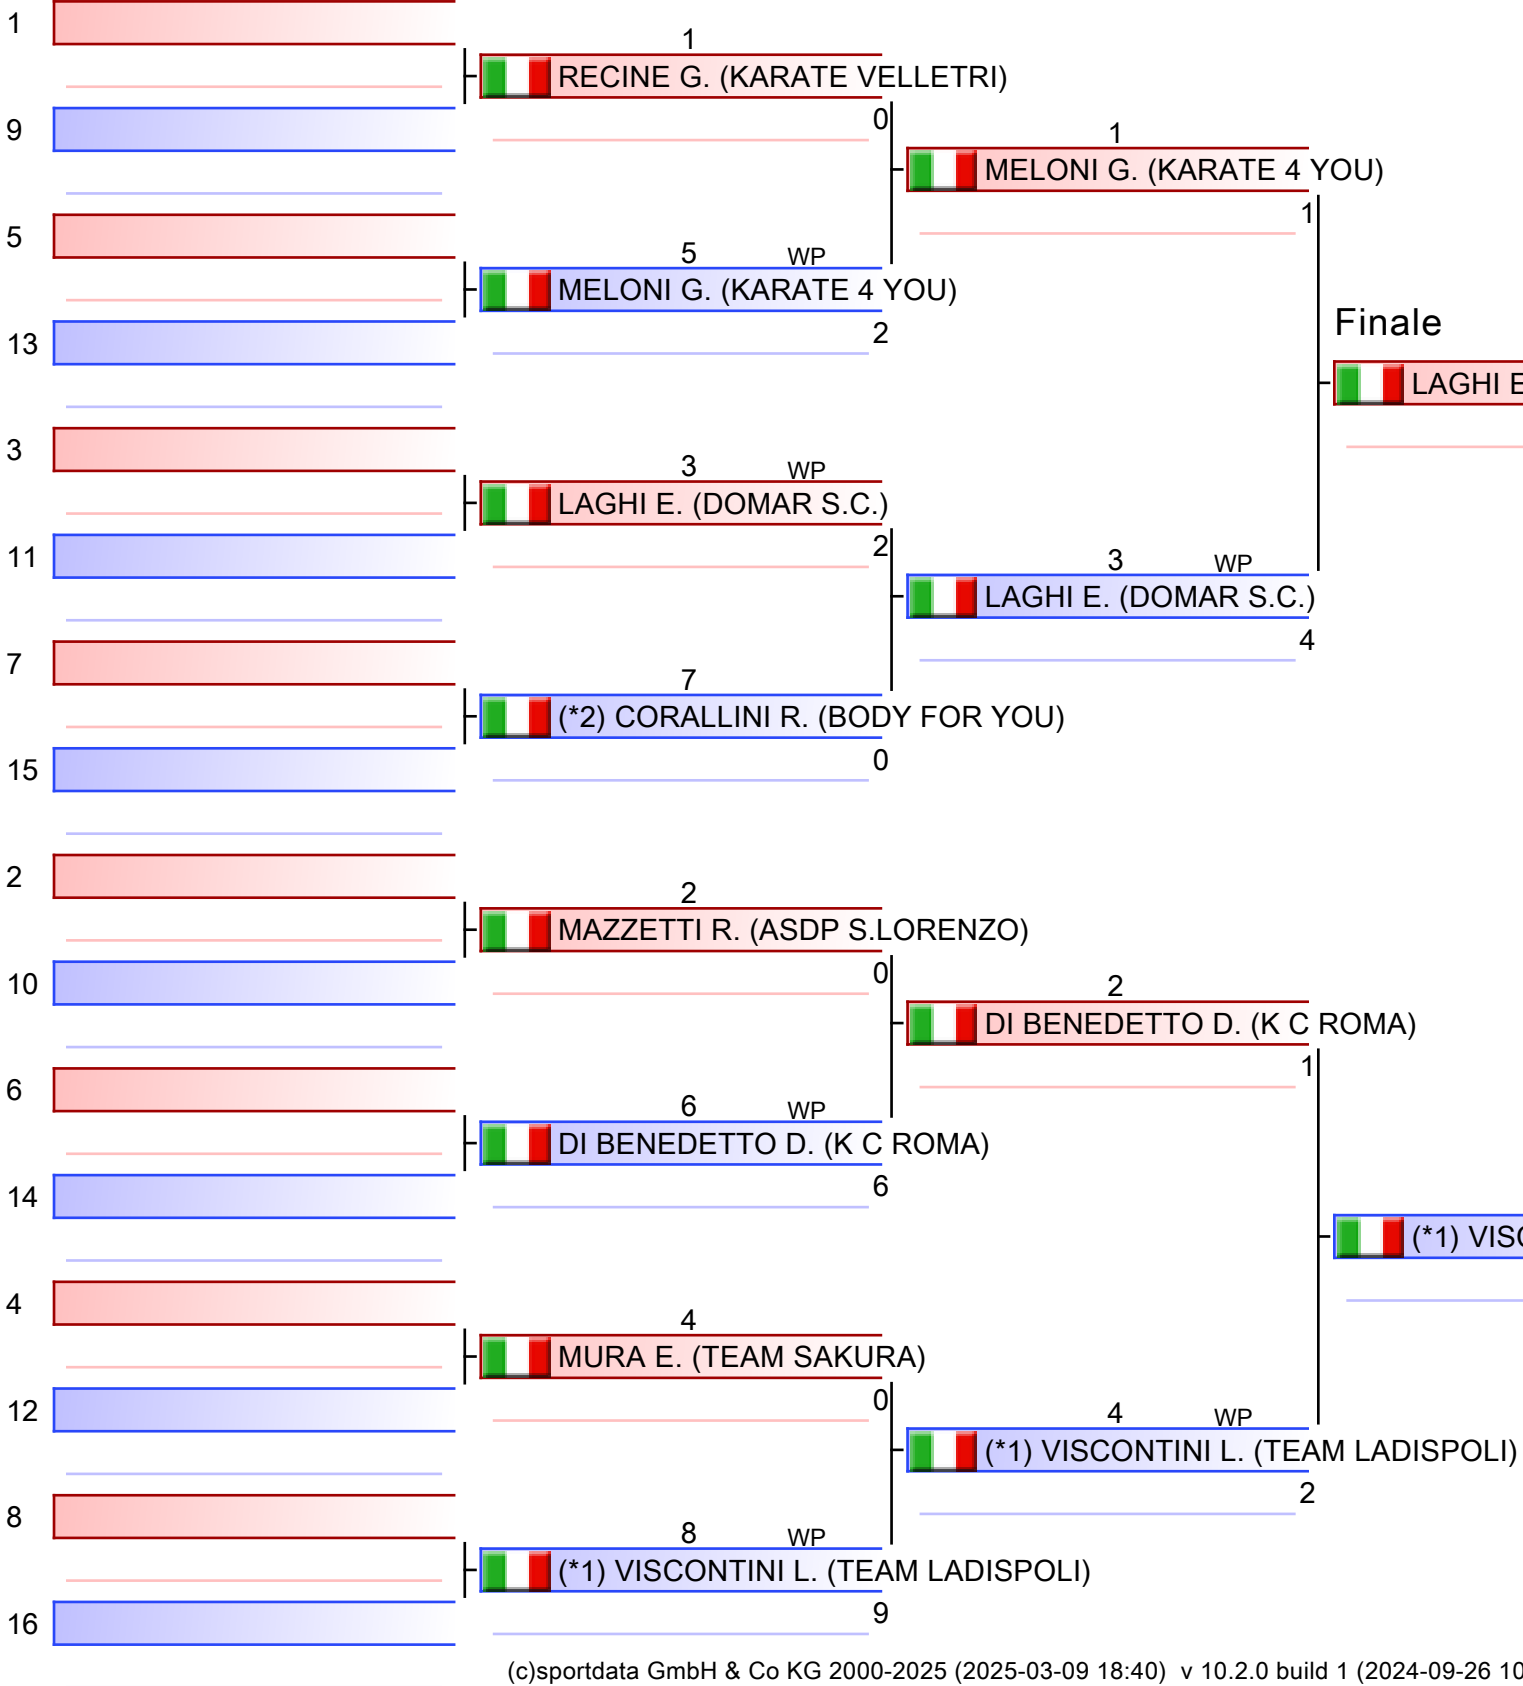 1
1
RECINE G. (KARATE VELLETRI)
0
9
1
MELONI G. (KARATE 4 YOU)
1
5
5 WP
MELONI G. (KARATE 4 YOU)
2
13
Finale
LAGHI E
3
3 WP
LAGHI E. (DOMAR S.C.)
2
11
3 WP
LAGHI E. (DOMAR S.C.)
4
7
7
(*2) CORALLINI R. (BODY FOR YOU)
0
15
2
2
MAZZETTI R. (ASDP S.LORENZO)
0
10
2
DI BENEDETTO D. (K C ROMA)
1
6
6 WP
DI BENEDETTO D. (K C ROMA)
6
14
(*1) VISC
4
4
MURA E. (TEAM SAKURA)
0
12
4 WP
(*1) VISCONTINI L. (TEAM LADISPOLI)
2
8
8 WP
(*1) VISCONTINI L. (TEAM LADISPOLI)
9
16
(c)sportdata GmbH & Co KG 2000-2025 (2025-03-09 18:40) v 10.2.0 build 1 (2024-09-26 10